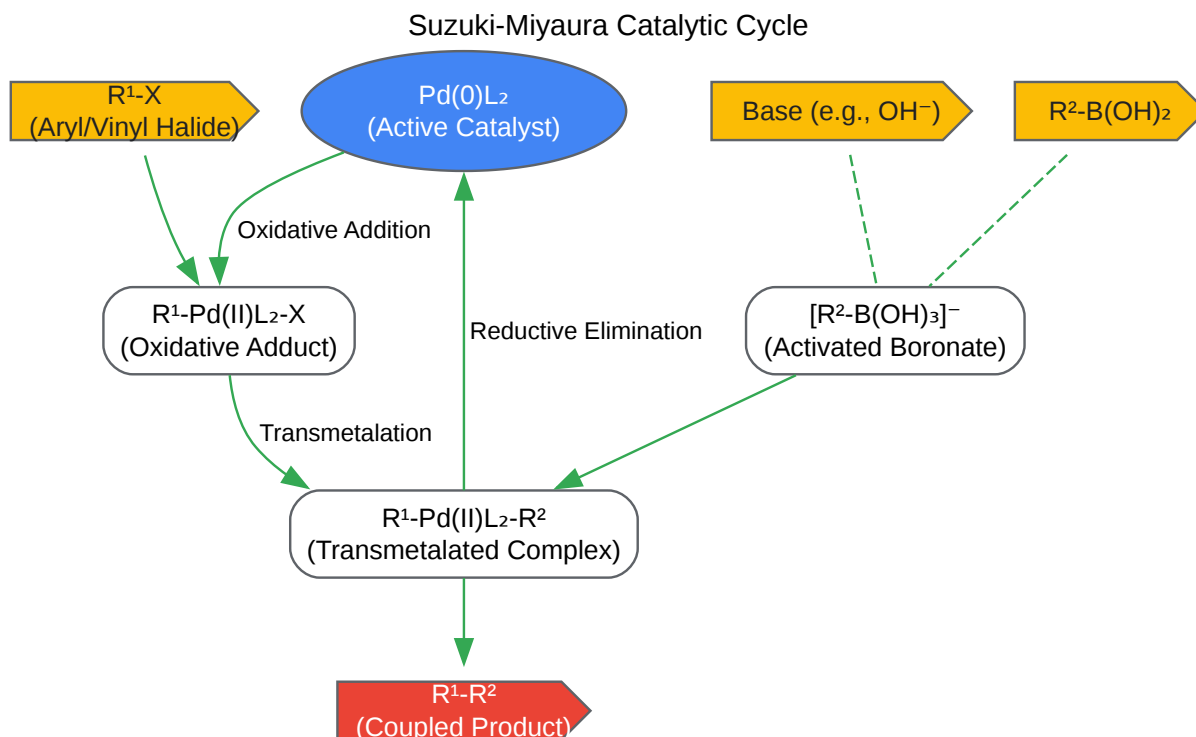 Suzuki-Miyaura Catalytic Cycle
R¹-X
(Aryl/Vinyl Halide)
Pd(0)L₂
(Active Catalyst)
Base (e.g., OH⁻)
R²-B(OH)₂
Oxidative Addition
R¹-Pd(II)L₂-X
(Oxidative Adduct)
Reductive Elimination
[R²-B(OH)₃]⁻
(Activated Boronate)
Transmetalation
R¹-Pd(II)L₂-R²
(Transmetalated Complex)
R¹-R²
(Coupled Product)